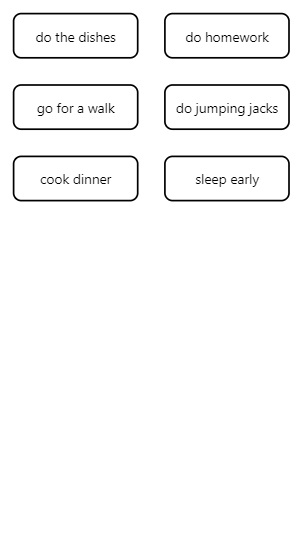 do the dishes
do homework
go for a walk
do jumping jacks
cook dinner
sleep early